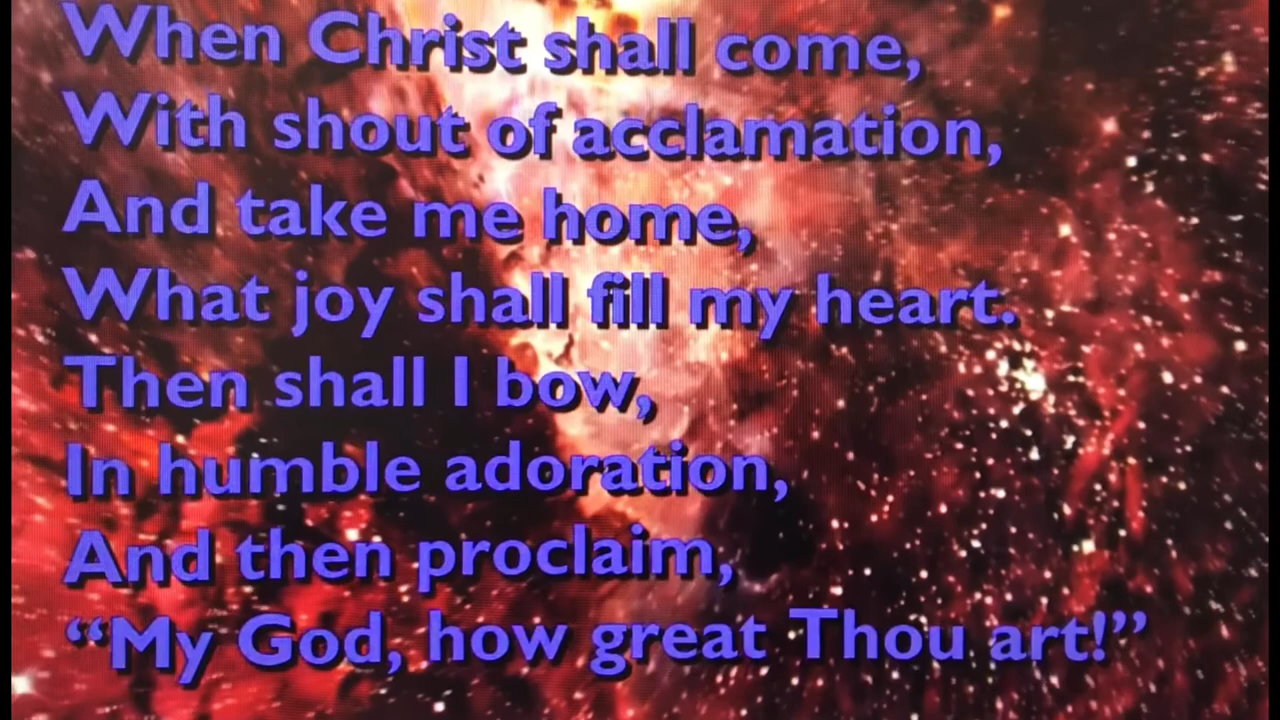 When Christ shall come,
With shout of acclamation,
And take me home,
What joy shall fill my heart.
Then shall I bow,
In humble adoration,
And then proclaim,
“My God, how great Thou art!”